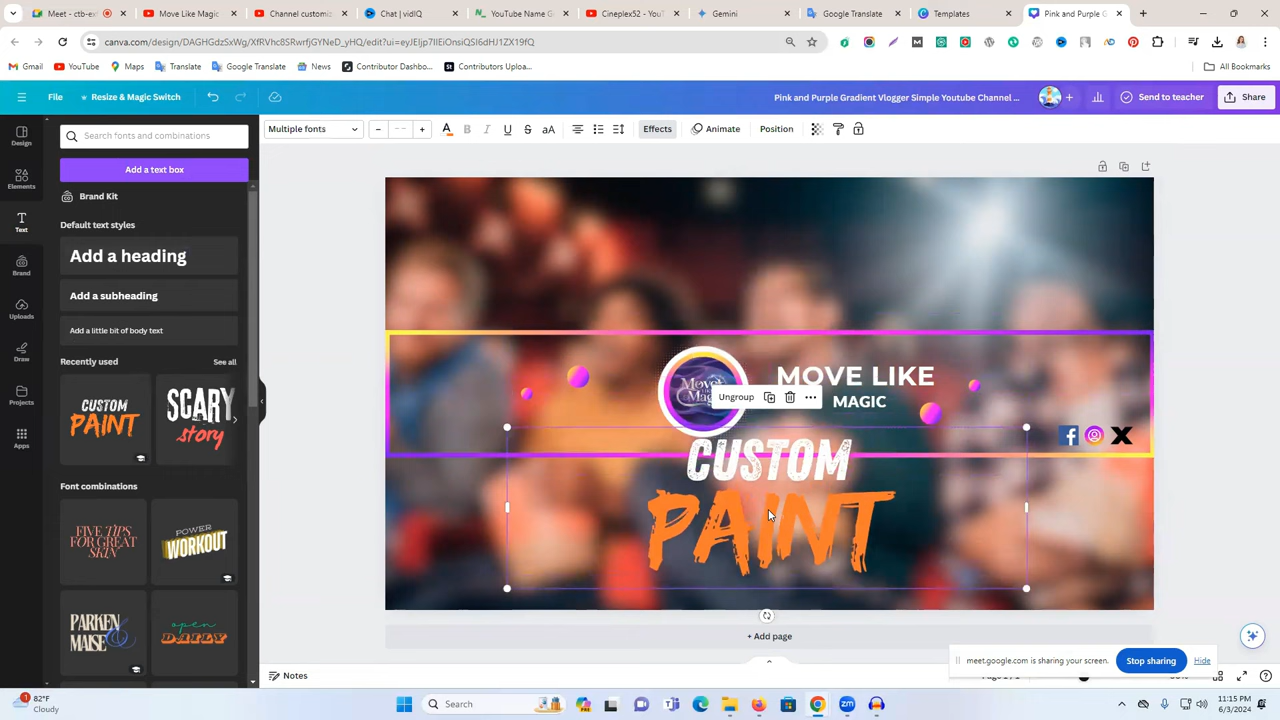 Meet - cb-mex
Move Like Magic
Channel custom
Chat | vidIQ
YouTube Name G
Cineplex52 - You
Gemini
Google Translate
Templates
Pink and Purple G
canva.com/design/DAGHGdzSxWg/XfRVhc8SRwrfjGYNeD_yHQ/edit?ui=eyJEIjp7IlEiOnsiQSI6dHJ1ZX19fQ
Gmail
YouTube
Maps
Translate
Google Translate
News
Contributor Dashbo...
Contributors Uploa...
All Bookmarks
File
Resize & Magic Switch
Pink and Purple Gradient Vlogger Simple Youtube Channel ...
Send to teacher
Share
Search fonts and combinations
Multiple fonts
Effects
Animate
Position
Design
Elements
Text
Brand
Uploads
Draw
Projects
Apps
Add a text box
Brand Kit
Default text styles
Add a heading
Add a subheading
Add a little bit of body text
Recently used
See all
CUSTOM
PAINT
SCARY
story
Font combinations
FIVE TIPS
FOR GREAT
SKIN
POWER
WORKOUT
PARKEN
MAISE &
open
DAILY
MOVE LIKE
MAGIC
Ungroup
CUSTOM
PAINT
+ Add page
Notes
meet.google.com is sharing your screen.
Stop sharing
Hide
82°F
Cloudy
Search
11:15 PM
6/3/2024